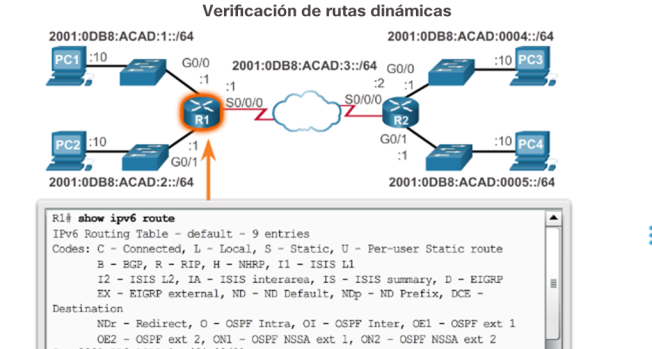 Verificación de rutas dinámicas
2001:0DB8:ACAD:1::/64
2001:0DB8:ACAD:0004::/64
PC1 :10
G0/0
:1
2001:0DB8:ACAD:3::/64
:1
S0/0/0
R1
:2
S0/0/0
G0/0
:1
:10 PC3
R2
PC2 :10
:1
G0/1
G0/1
:1
:10 PC4
2001:0DB8:ACAD:2::/64
2001:0DB8:ACAD:0005::/64
R1# show ipv6 route
IPv6 Routing Table - default - 9 entries
Codes: C - Connected, L - Local, S - Static, U - Per-user Static route
B - BGP, R - RIP, H - NHRP, I1 - ISIS L1
I2 - ISIS L2, IA - ISIS interarea, IS - ISIS summary, D - EIGRP
EX - EIGRP external, ND - ND Default, NDp - ND Prefix, DCE -
Destination
NDr - Redirect, O - OSPF Intra, OI - OSPF Inter, OE1 - OSPF ext 1
OE2 - OSPF ext 2, ON1 - OSPF NSSA ext 1, ON2 - OSPF NSSA ext 2